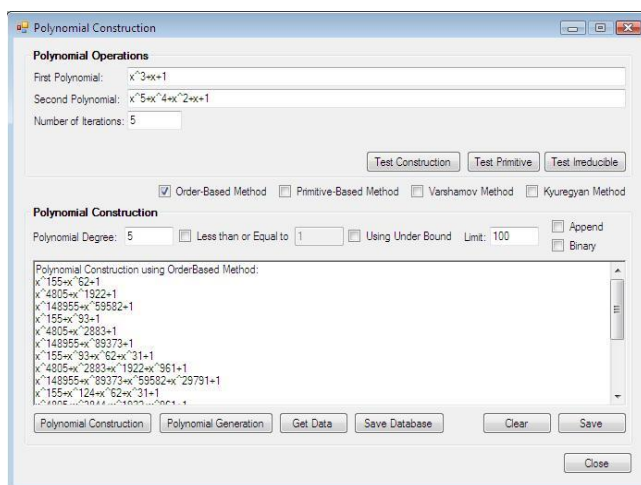 Polynomial Construction
Polynomial Operations
First Polynomial: x^3+x+1
Second Polynomial: x^5+x^4+x^2+x+1
Number of Iterations: 5
Test Construction Test Primitive Test Irreducible
Order-Based Method Primitive-Based Method Varshamov Method Kyuregyan Method
Polynomial Construction
Polynomial Degree: 5 Less than or Equal to 1 Using Under Bound Limit: 100 Append
Binary
Polynomial Construction using OrderBased Method:
x^155+x^62+1
x^4805+x^1922+1
x^148955+x^59582+1
x^155+x^93+1
x^4805+x^2883+1
x^148955+x^89373+1
x^155+x^93+x^62+x^31+1
x^4805+x^2883+x^1922+x^961+1
x^148955+x^89373+x^59582+x^29791+1
x^155+x^124+x^62+x^31+1
Polynomial Construction Polynomial Generation Get Data Save Database Clear Save
Close